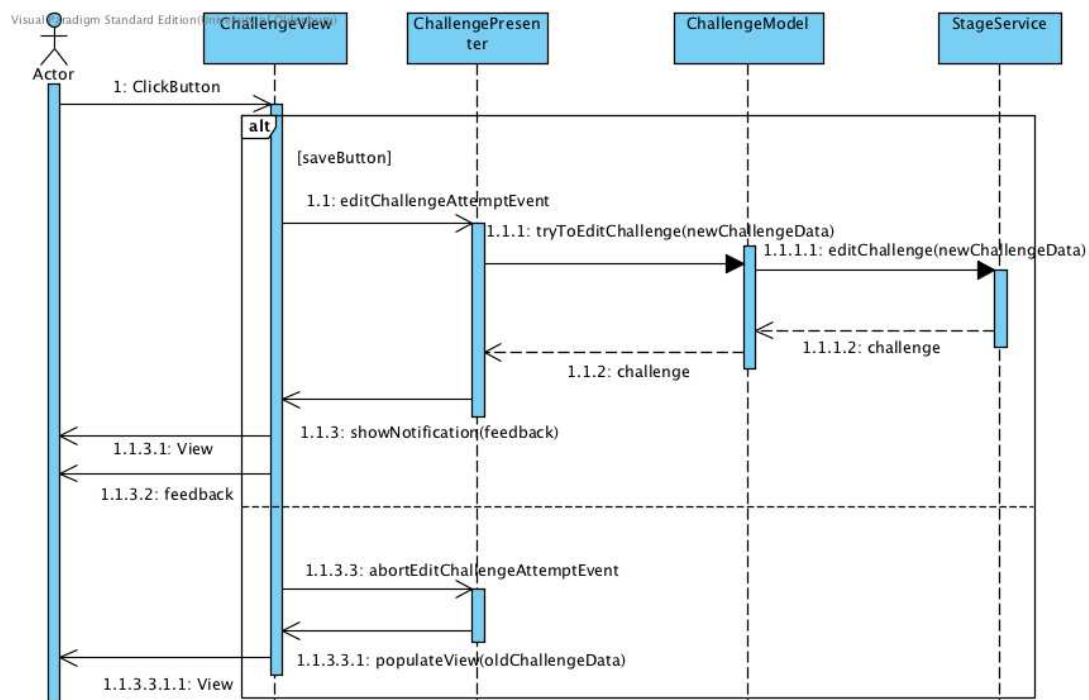 Visual Paradigm Standard Edition(
ChallengeView
ChallengePresen
ter
ChallengeModel
StageService
Actor
1: ClickButton
alt
[saveButton]
1.1: editChallengeAttemptEvent
1.1.1: tryToEditChallenge(newChallengeData)
1.1.1.1: editChallenge(newChallengeData)
1.1.1.2: challenge
1.1.2: challenge
1.1.3: showNotification(feedback)
1.1.3.1: View
1.1.3.2: feedback
1.1.3.3: abortEditChallengeAttemptEvent
1.1.3.3.1: populateView(oldChallengeData)
1.1.3.3.1.1: View